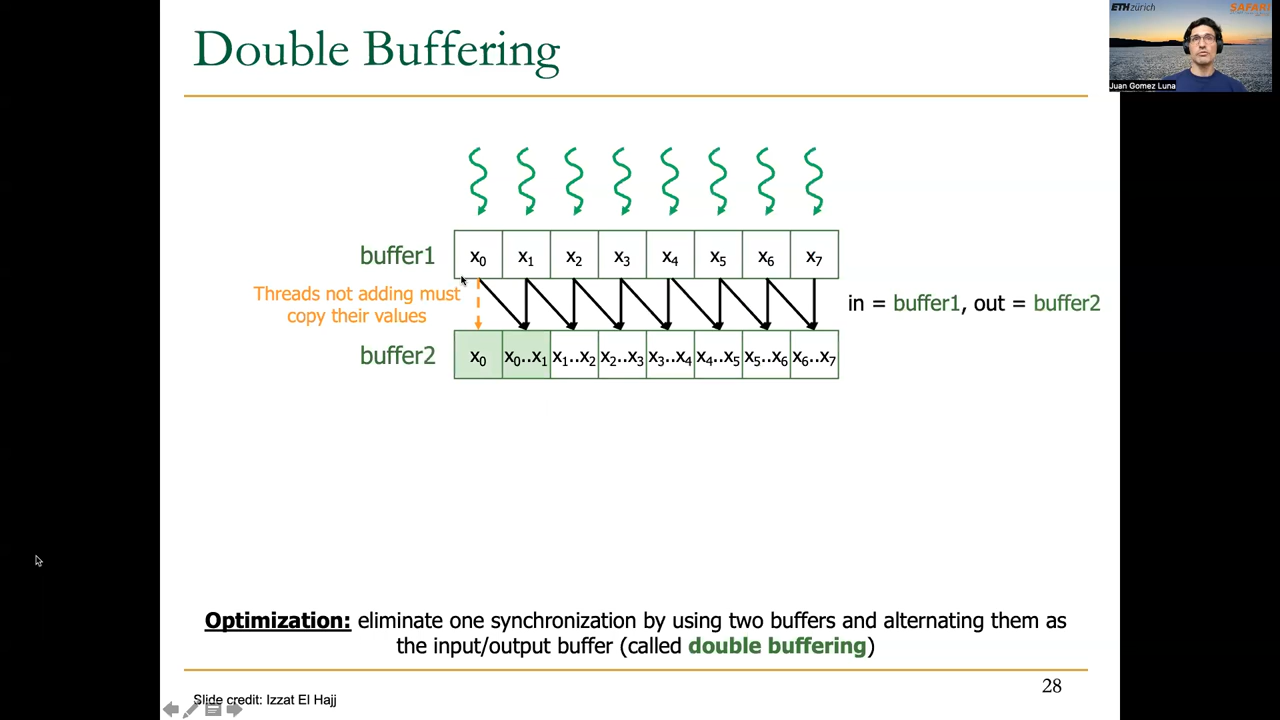 Double Buffering
ETH zürich
SAFARI
Juan Gomez Luna
buffer1
x0 x1 x2 x3 x4 x5 x6 x7
Threads not adding must
copy their values
in = buffer1, out = buffer2
buffer2
x0 x0..x1 x1..x2 x2..x3 x3..x4 x4..x5 x5..x6 x6..x7
Optimization: eliminate one synchronization by using two buffers and alternating them as
the input/output buffer (called double buffering)
Slide credit: Izzat El Hajj
28